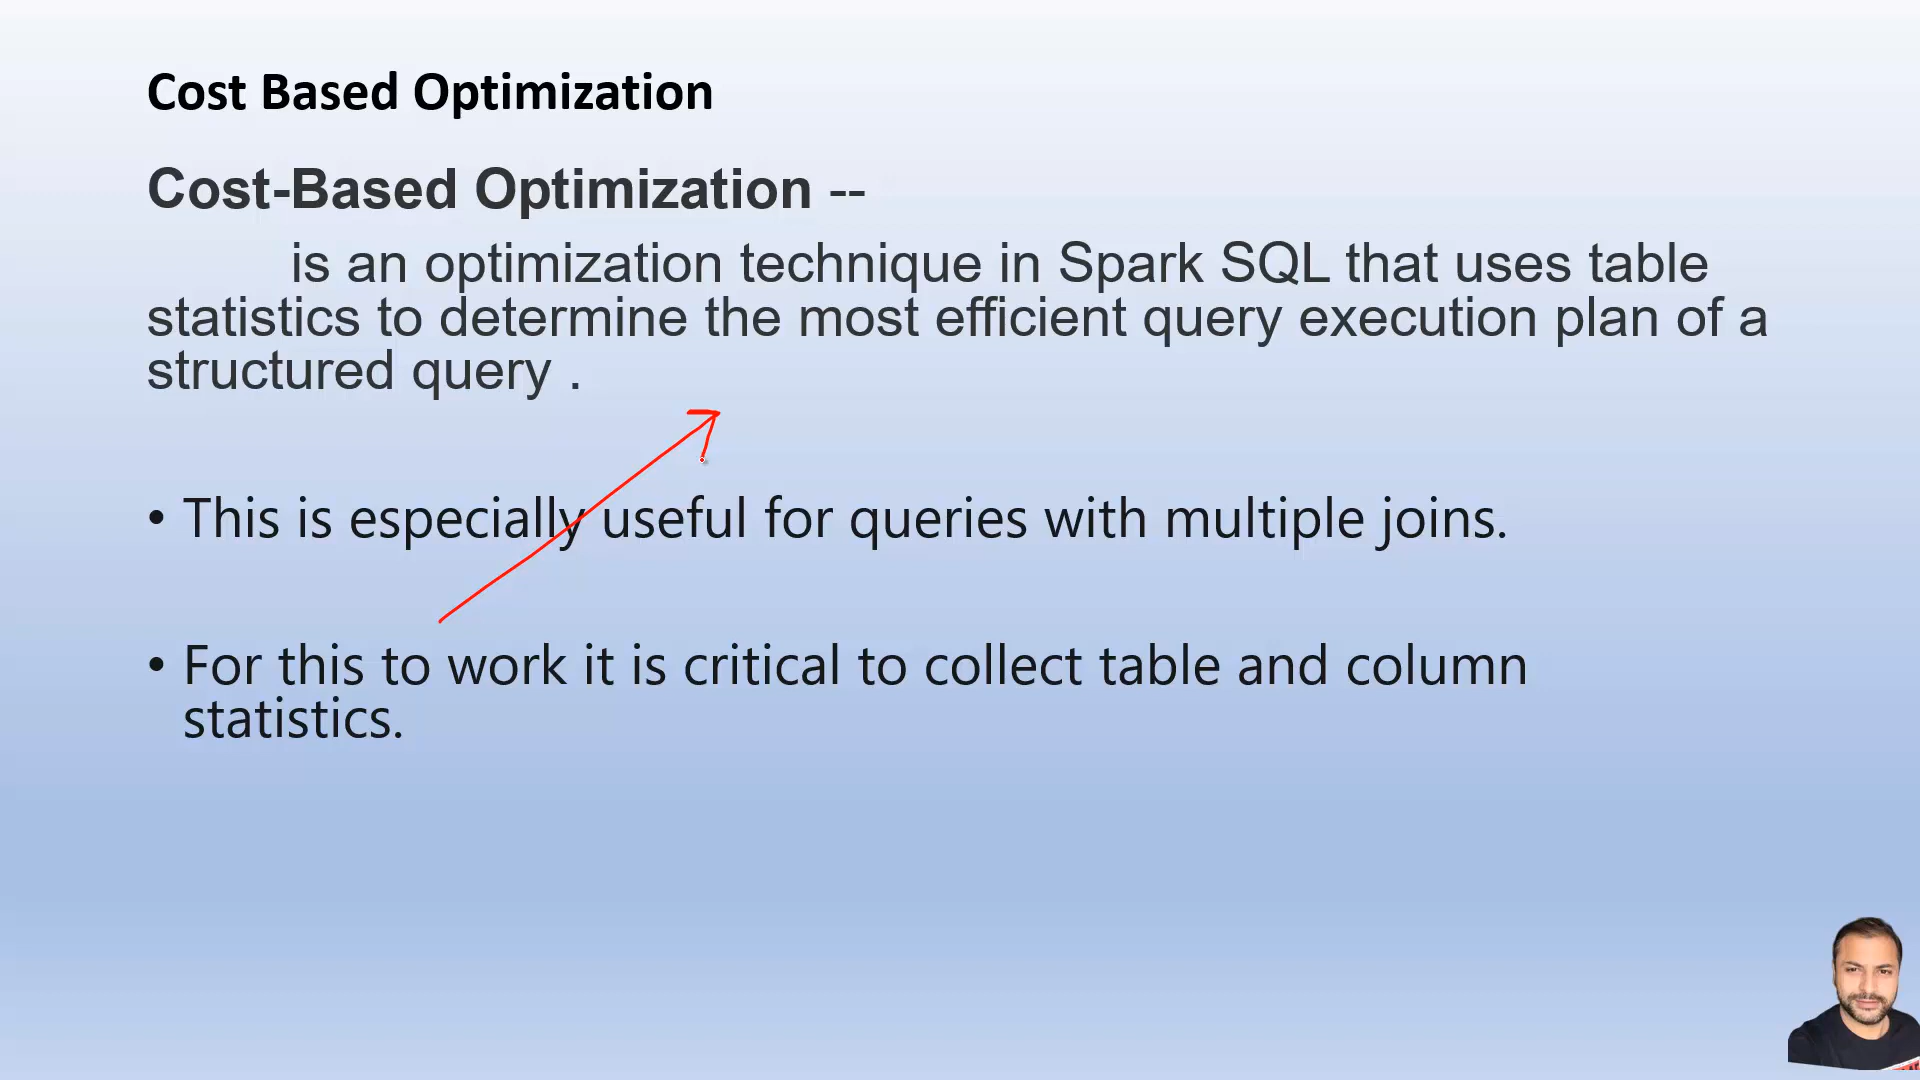 Cost Based Optimization
Cost-Based Optimization --
is an optimization technique in Spark SQL that uses table
statistics to determine the most efficient query execution plan of a
structured query .
• This is especially useful for queries with multiple joins.
• For this to work it is critical to collect table and column
statistics.